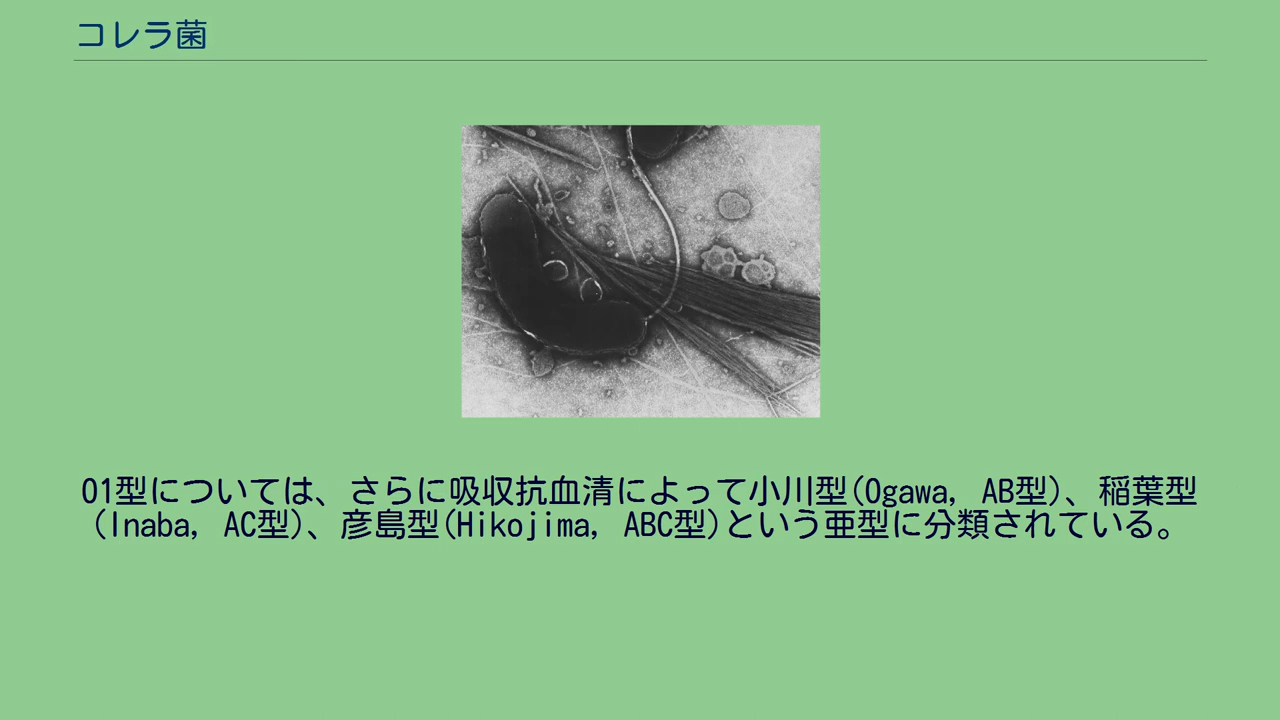 コレラ菌
O1型については、さらに吸収抗血清によって小川型(Ogawa, AB型)、稲葉型
(Inaba, AC型)、彦島型(Hikojima, ABC型)という亜型に分類されている。